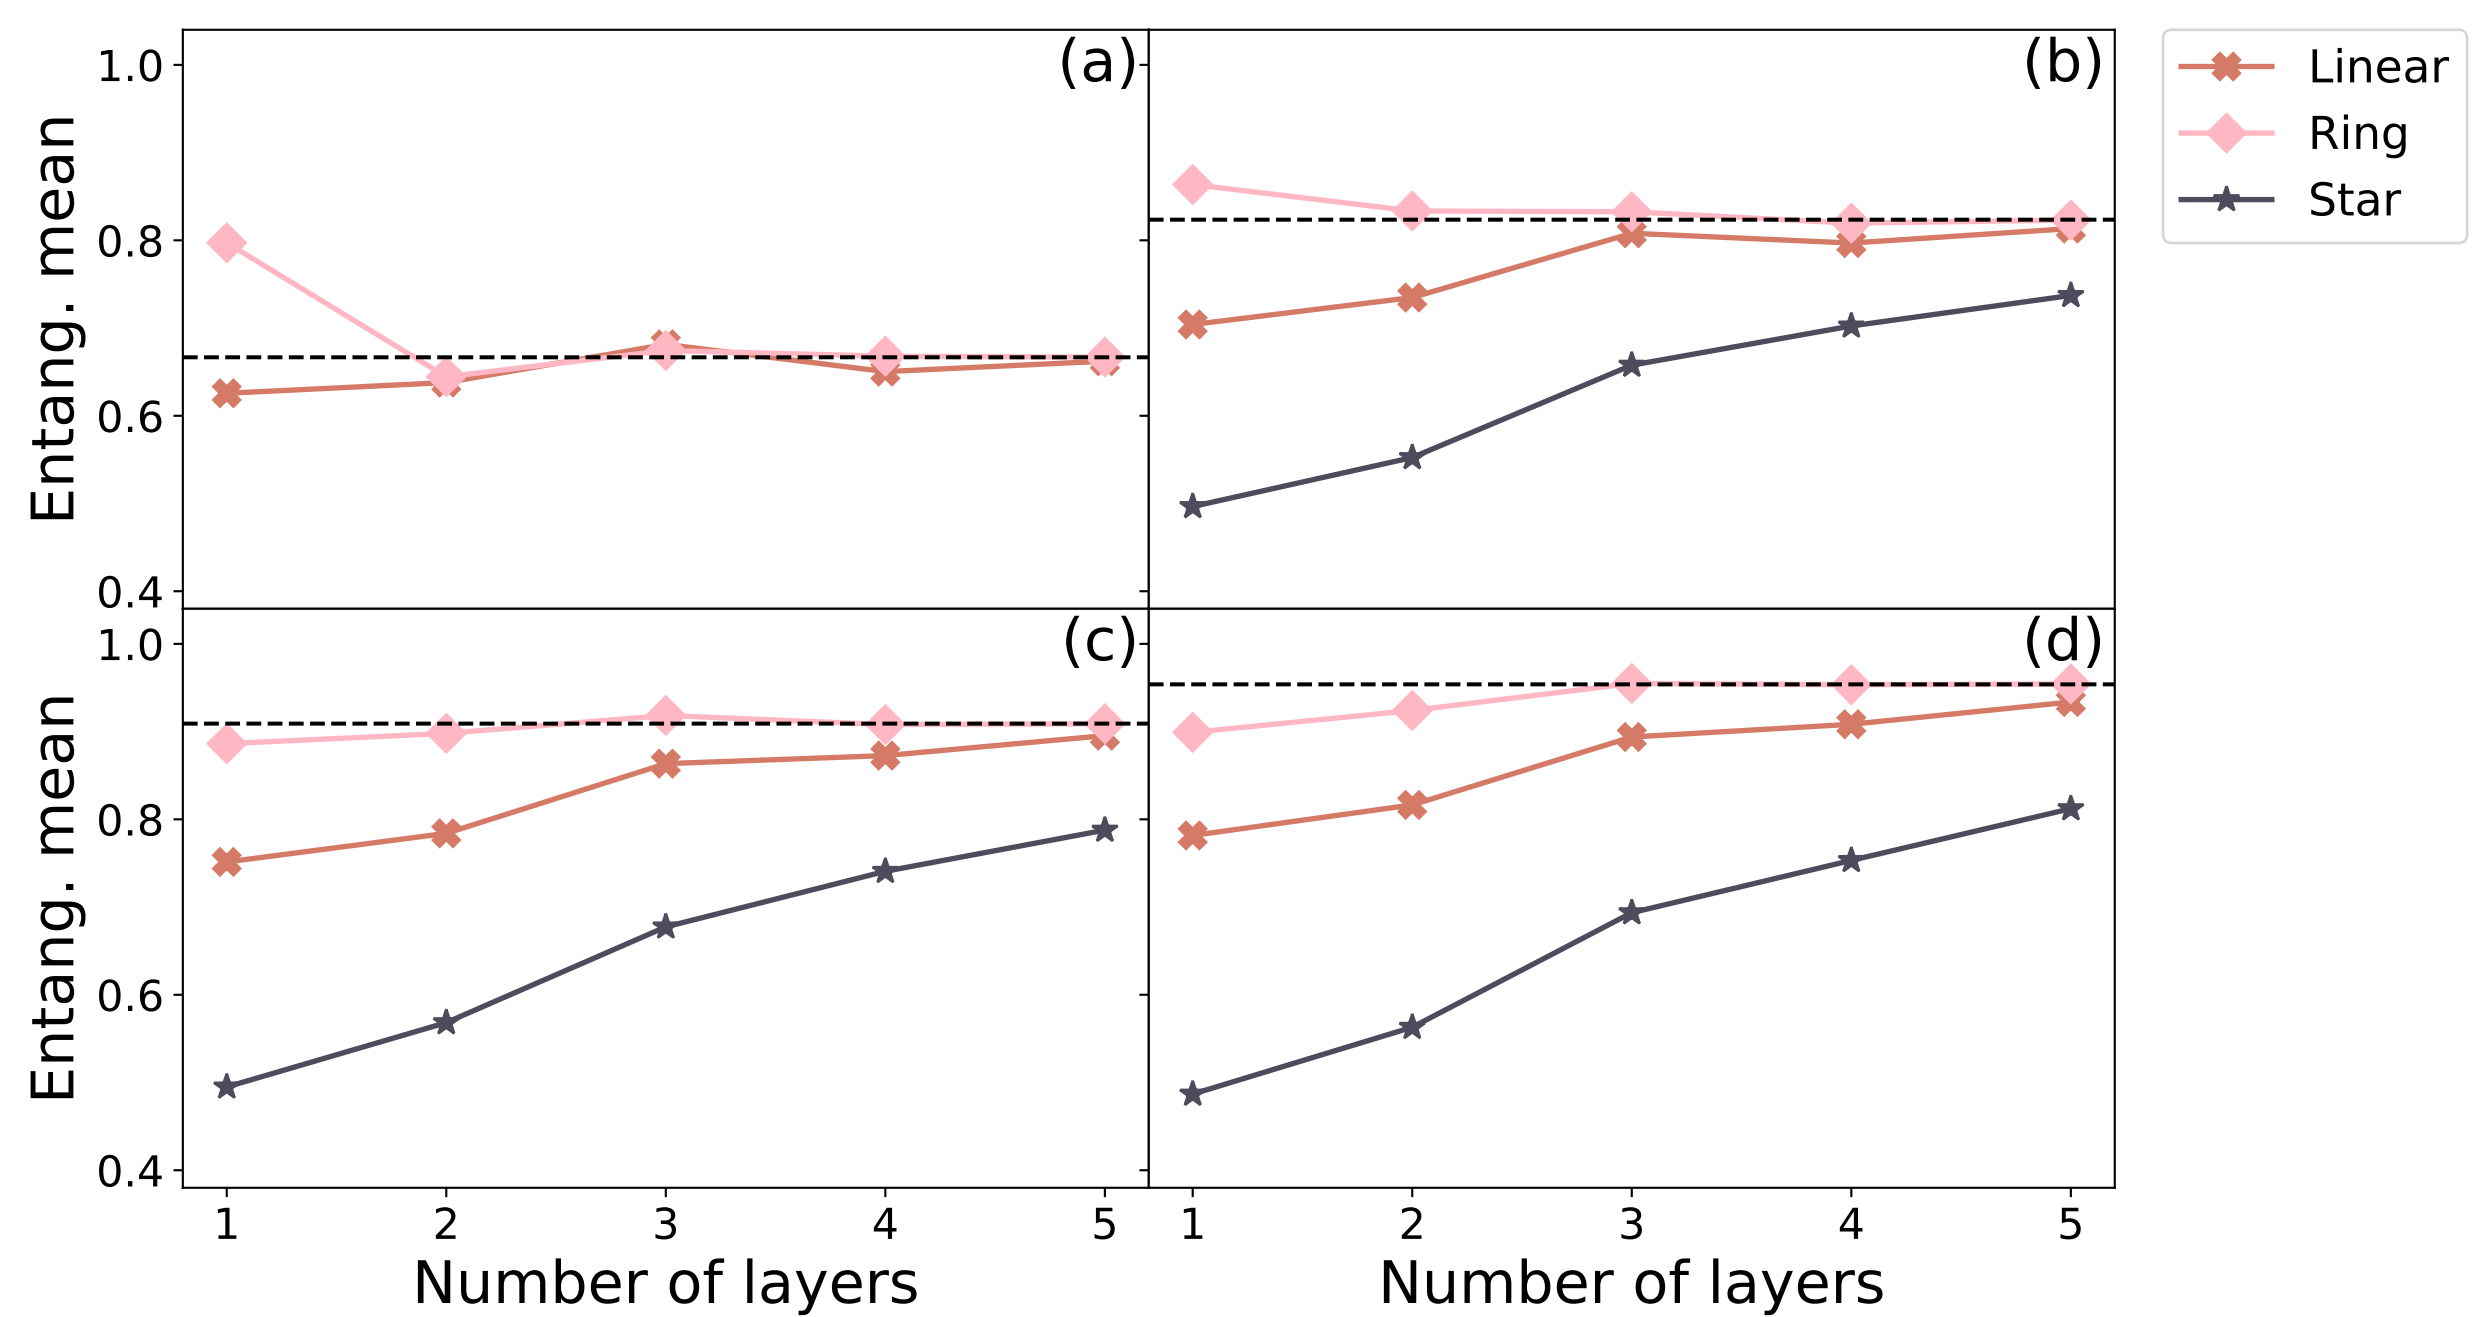 (a)
(b)
1.0
0.8
0.6
0.4
Entang. mean
Linear
Ring
Star
(c)
(d)
1.0
0.8
0.6
0.4
Entang. mean
1 2 3 4 5
1 2 3 4 5
Number of layers
Number of layers